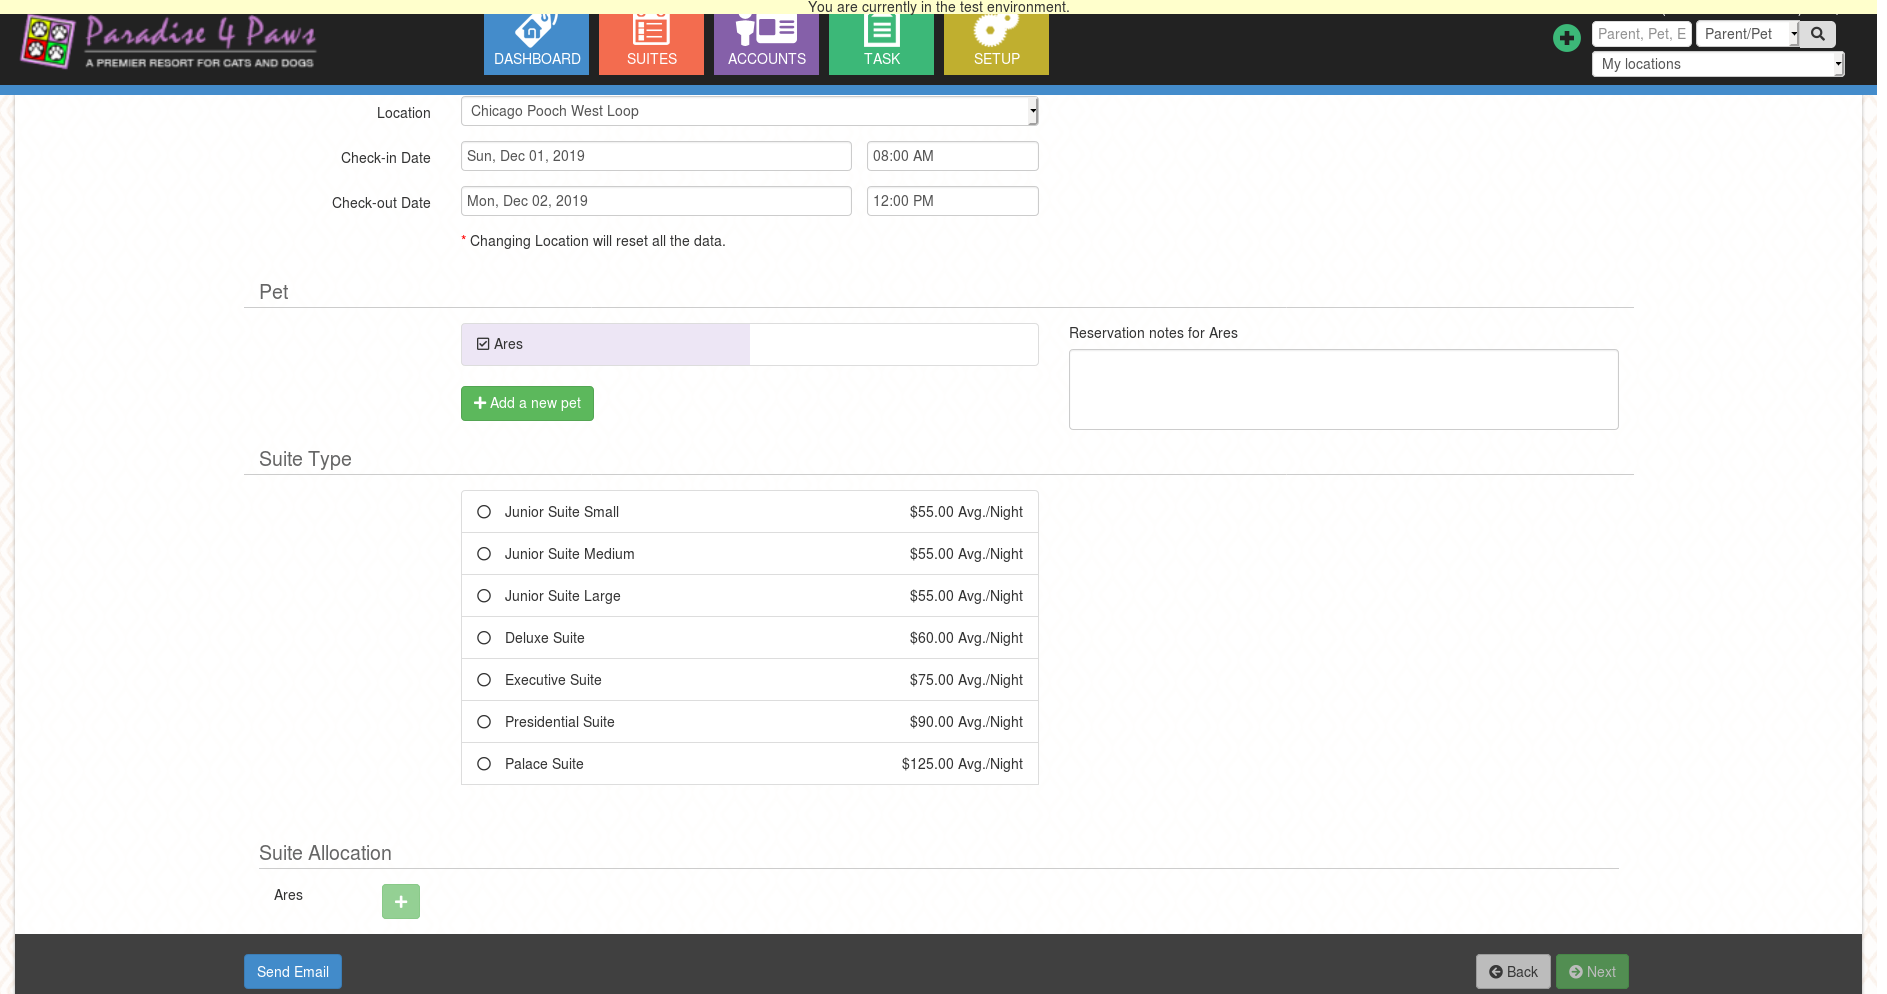 You are currently in the test environment.
Paradise 4 Paws
A PREMIER RESORT FOR CATS AND DOGS
DASHBOARD
SUITES
ACCOUNTS
TASK
SETUP
Parent, Pet, E
Parent/Pet
My locations
Location
Chicago Pooch West Loop
Check-in Date
Sun, Dec 01, 2019
08:00 AM
Check-out Date
Mon, Dec 02, 2019
12:00 PM
* Changing Location will reset all the data.
Pet
Ares
Reservation notes for Ares
Add a new pet
Suite Type
Junior Suite Small $55.00 Avg./Night
Junior Suite Medium $55.00 Avg./Night
Junior Suite Large $55.00 Avg./Night
Deluxe Suite $60.00 Avg./Night
Executive Suite $75.00 Avg./Night
Presidential Suite $90.00 Avg./Night
Palace Suite $125.00 Avg./Night
Suite Allocation
Ares
Send Email
Back
Next